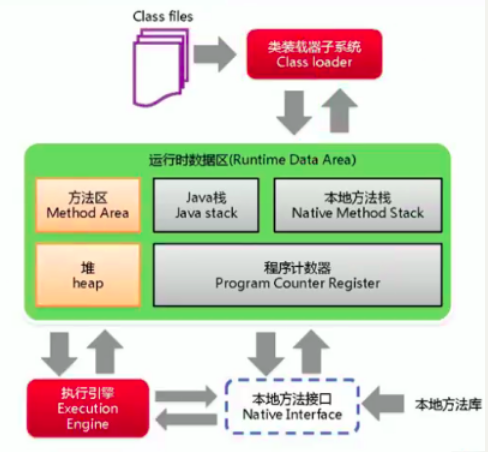 Class files
类装载器子系统
Class loader
运行时数据区(Runtime Data Area)
方法区
Method Area
Java栈
Java stack
本地方法栈
Native Method Stack
堆
heap
程序计数器
Program Counter Register
执行引擎
Execution
Engine
本地方法接口
Native Interface
本地方法库